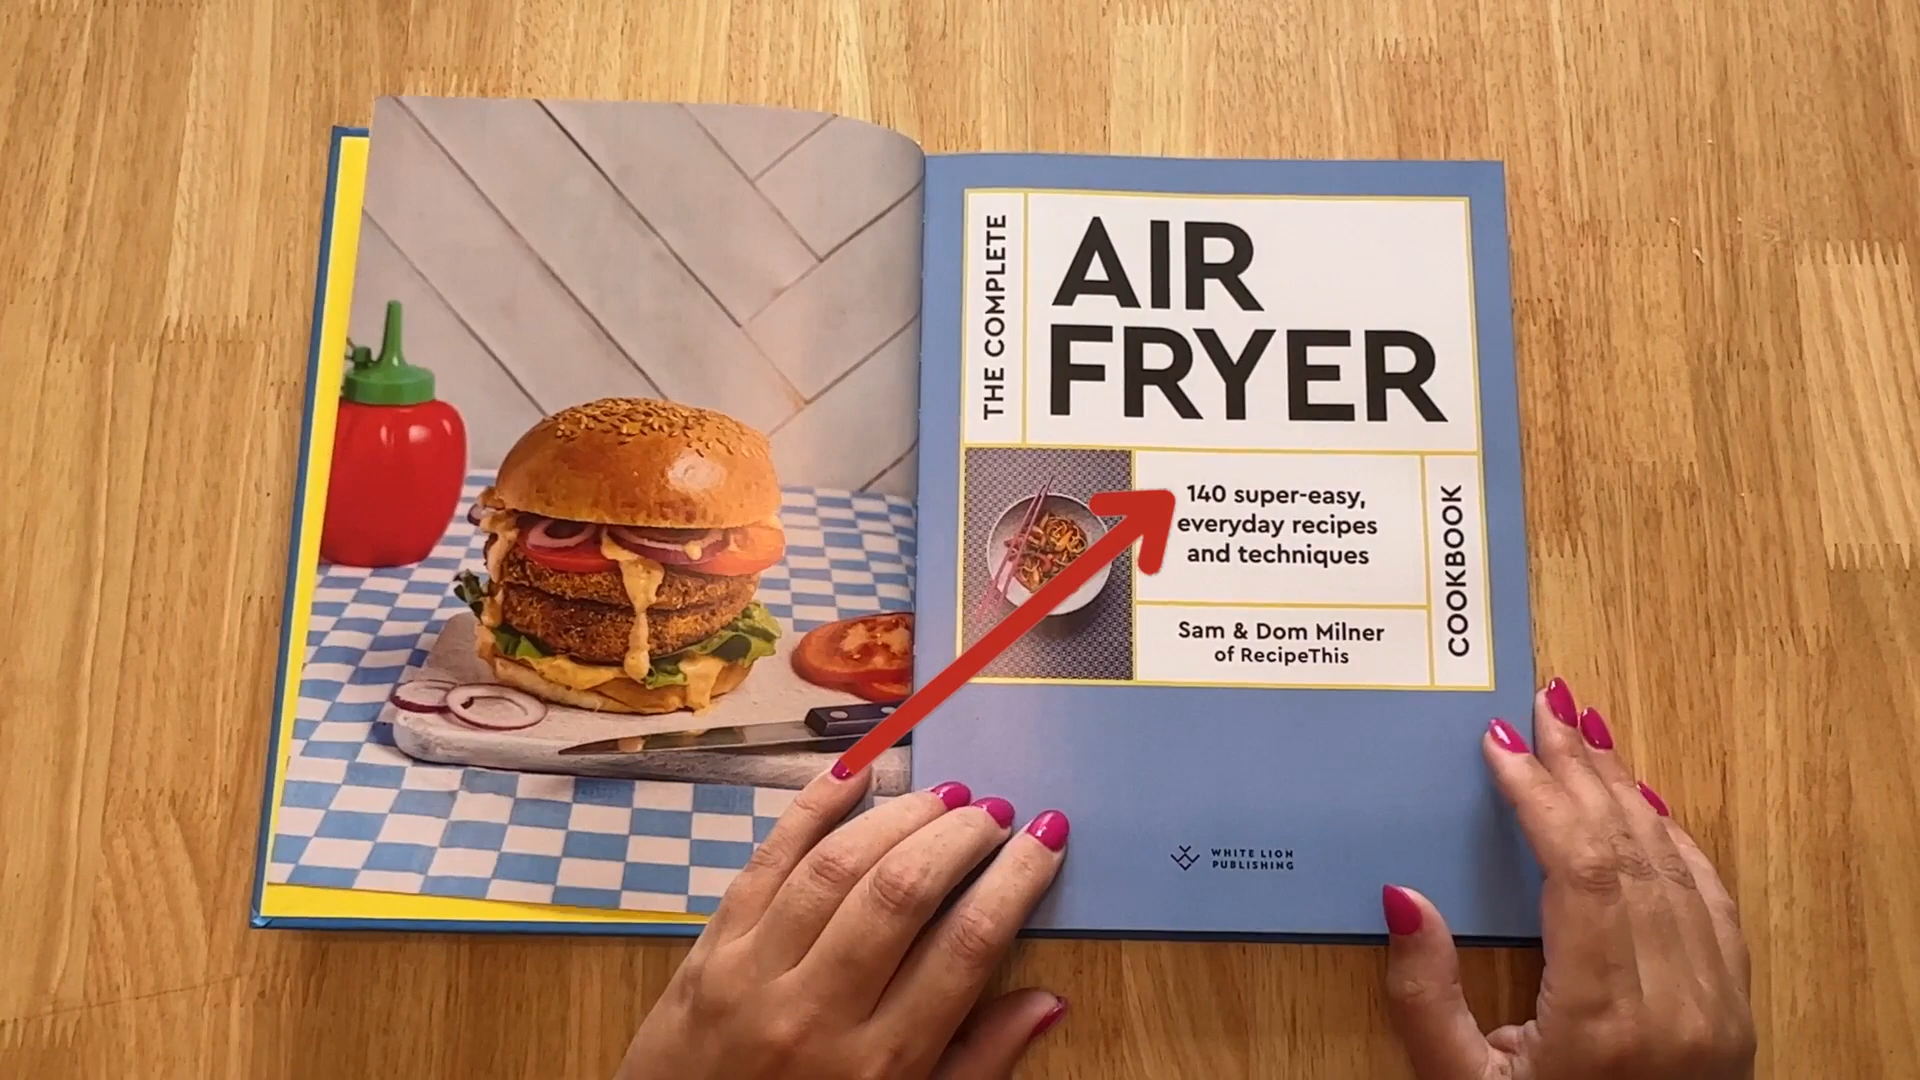 THE COMPLETE
AIR
FRYER
140 super-easy,
everyday recipes
and techniques
COOKBOOK
Sam & Dom Milner
of RecipeThis
WHITE LION
PUBLISHING